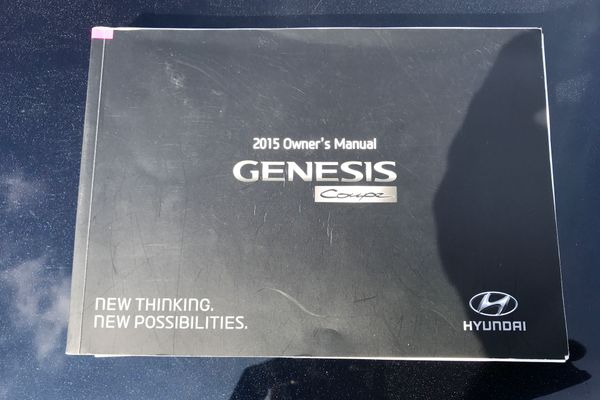 2015 Owner's Manual
GENESIS
Coupe
NEW THINKING.
NEW POSSIBILITIES.
HYUNDAI